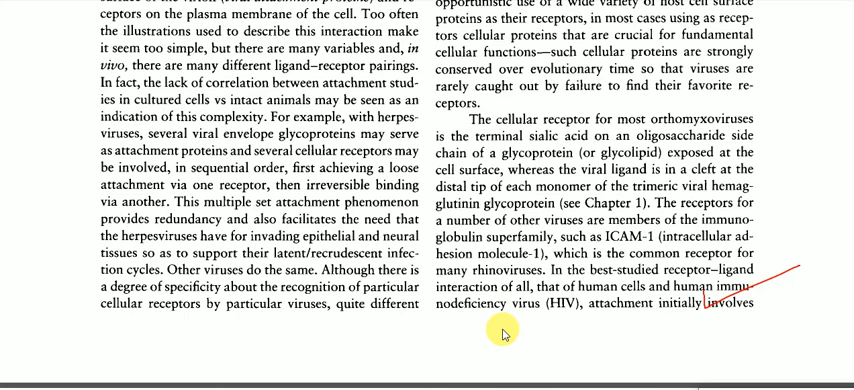 ceptors on the plasma membrane of the cell. Too often
the illustrations used to describe this interaction make
it seem too simple, but there are many variables and, in
vivo, there are many different ligand–receptor pairings.
In fact, the lack of correlation between attachment stud-
ies in cultured cells vs intact animals may be seen as an
indication of this complexity. For example, with herpes-
viruses, several viral envelope glycoproteins may serve
as attachment proteins and several cellular receptors may
be involved, in sequential order, first achieving a loose
attachment via one receptor, then irreversible binding
via another. This multiple set attachment phenomenon
provides redundancy and also facilitates the need that
the herpesviruses have for invading epithelial and neural
tissues so as to support their latent/recrudescent infec-
tion cycles. Other viruses do the same. Although there is
a degree of specificity about the recognition of particular
cellular receptors by particular viruses, quite different
opportunistic use of a wide variety of host cell surface
proteins as their receptors, in most cases using as recep-
tors cellular proteins that are crucial for fundamental
cellular functions—such cellular proteins are strongly
conserved over evolutionary time so that viruses are
rarely caught out by failure to find their favorite re-
ceptors.
The cellular receptor for most orthomyxoviruses
is the terminal sialic acid on an oligosaccharide side
chain of a glycoprotein (or glycolipid) exposed at the
cell surface, whereas the viral ligand is in a cleft at the
distal tip of each monomer of the trimeric viral hemag-
glutinin glycoprotein (see Chapter 1). The receptors for
a number of other viruses are members of the immuno-
globulin superfamily, such as ICAM-1 (intracellular ad-
hesion molecule-1), which is the common receptor for
many rhinoviruses. In the best-studied receptor–ligand
interaction of all, that of human cells and human immu-
nodeficiency virus (HIV), attachment initially involves